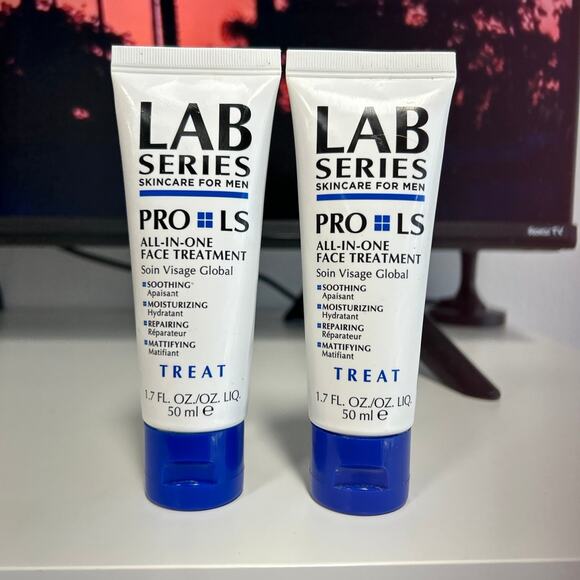 LAB
SERIES
SKINCARE FOR MEN
PRO LS
ALL-IN-ONE
FACE TREATMENT
Soin Visage Global
SOOTHING
Apaisant
MOISTURIZING
Hydratant
REPAIRING
Réparateur
MATTIFYING
Matifiant
TREAT
1.7 FL. OZ./OZ. LIQ.
50 ml ℮
LAB
SERIES
SKINCARE FOR MEN
PRO LS
ALL-IN-ONE
FACE TREATMENT
Soin Visage Global
SOOTHING
Apaisant
MOISTURIZING
Hydratant
REPAIRING
Réparateur
MATTIFYING
Matifiant
TREAT
1.7 FL. OZ./OZ. LIQ.
50 ml ℮
Roku TV